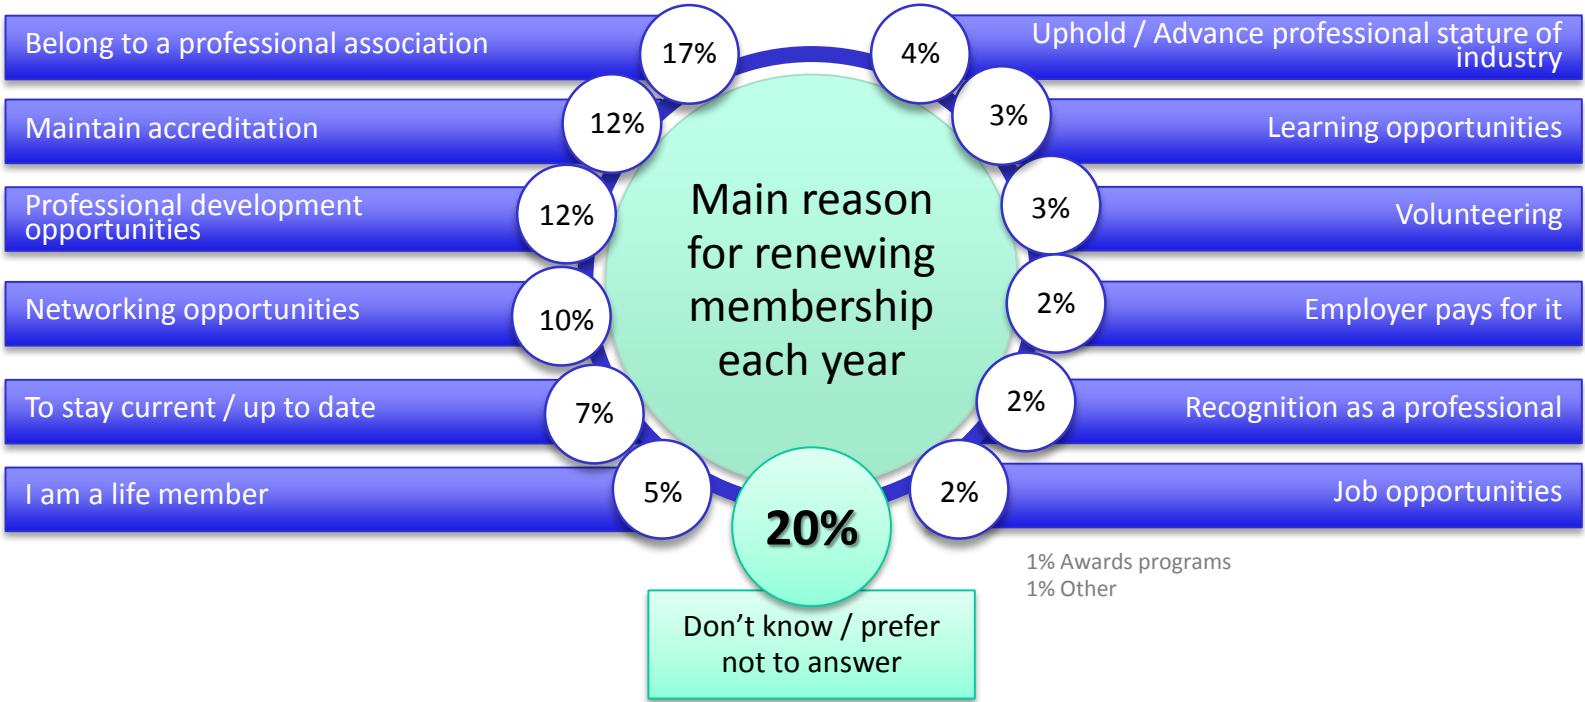 Belong to a professional association
17%
Maintain accreditation
12%
Professional development
opportunities
12%
Networking opportunities
10%
To stay current / up to date
7%
I am a life member
5%
Main reason
for renewing
membership
each year
4%
Uphold / Advance professional stature of
industry
3%
Learning opportunities
3%
Volunteering
2%
Employer pays for it
2%
Recognition as a professional
2%
Job opportunities
20%
Don’t know / prefer
not to answer
1% Awards programs
1% Other